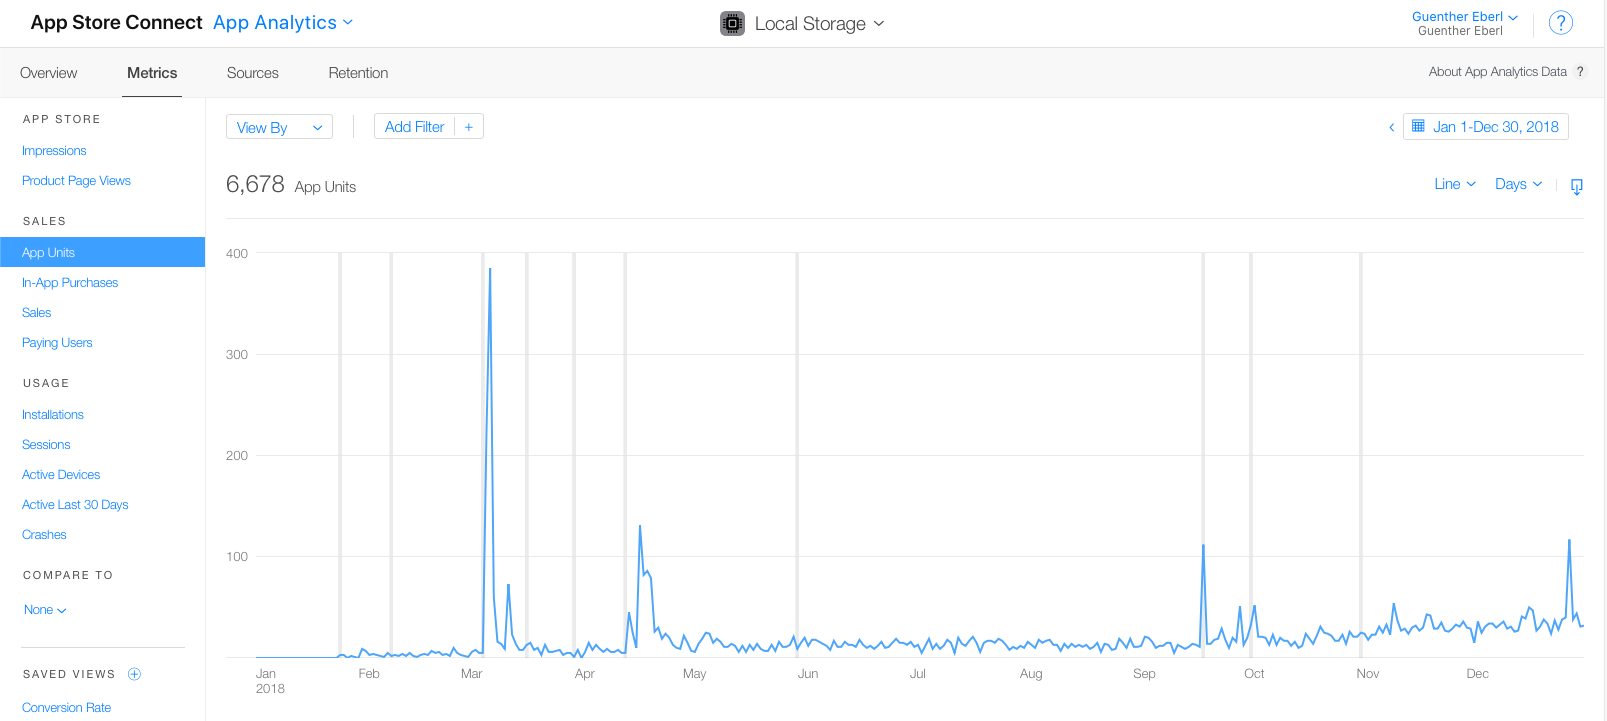 App Store Connect App Analytics
Local Storage
Guenther Eberl
Guenther Eberl
?
Overview Metrics Sources Retention
About App Analytics Data ?
APP STORE
Impressions
Product Page Views
SALES
App Units
In-App Purchases
Sales
Paying Users
USAGE
Installations
Sessions
Active Devices
Active Last 30 Days
Crashes
COMPARE TO
None
SAVED VIEWS
Conversion Rate
View By Add Filter +
Jan 1-Dec 30, 2018
6,678 App Units
Line Days
400
300
200
100
Jan Feb Mar Apr May Jun Jul Aug Sep Oct Nov Dec
2018